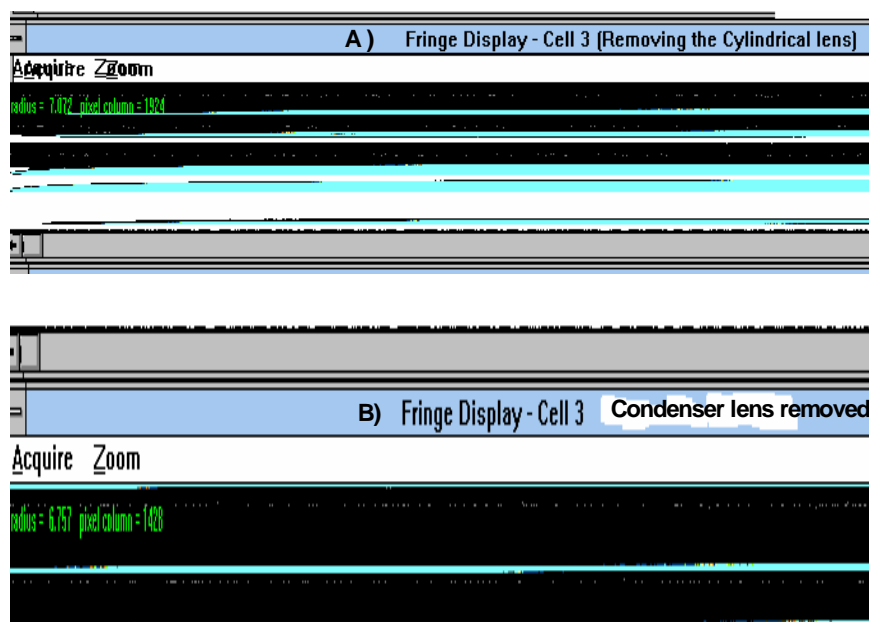 A) Fringe Display - Cell 3 (Removing the Cylindrical lens)
Acquire Zoom
radius = 7.072 pixel column = 1924
B) Fringe Display - Cell 3 Condenser lens removed
Acquire Zoom
radius = 6.757 pixel column = 1428